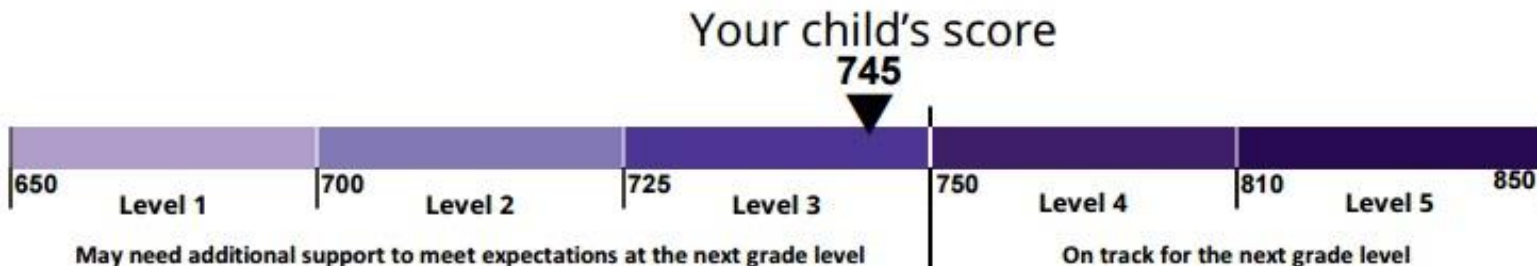 Your child's score
745
650 700 725 750 810 850
Level 1 Level 2 Level 3 Level 4 Level 5
May need additional support to meet expectations at the next grade level On track for the next grade level